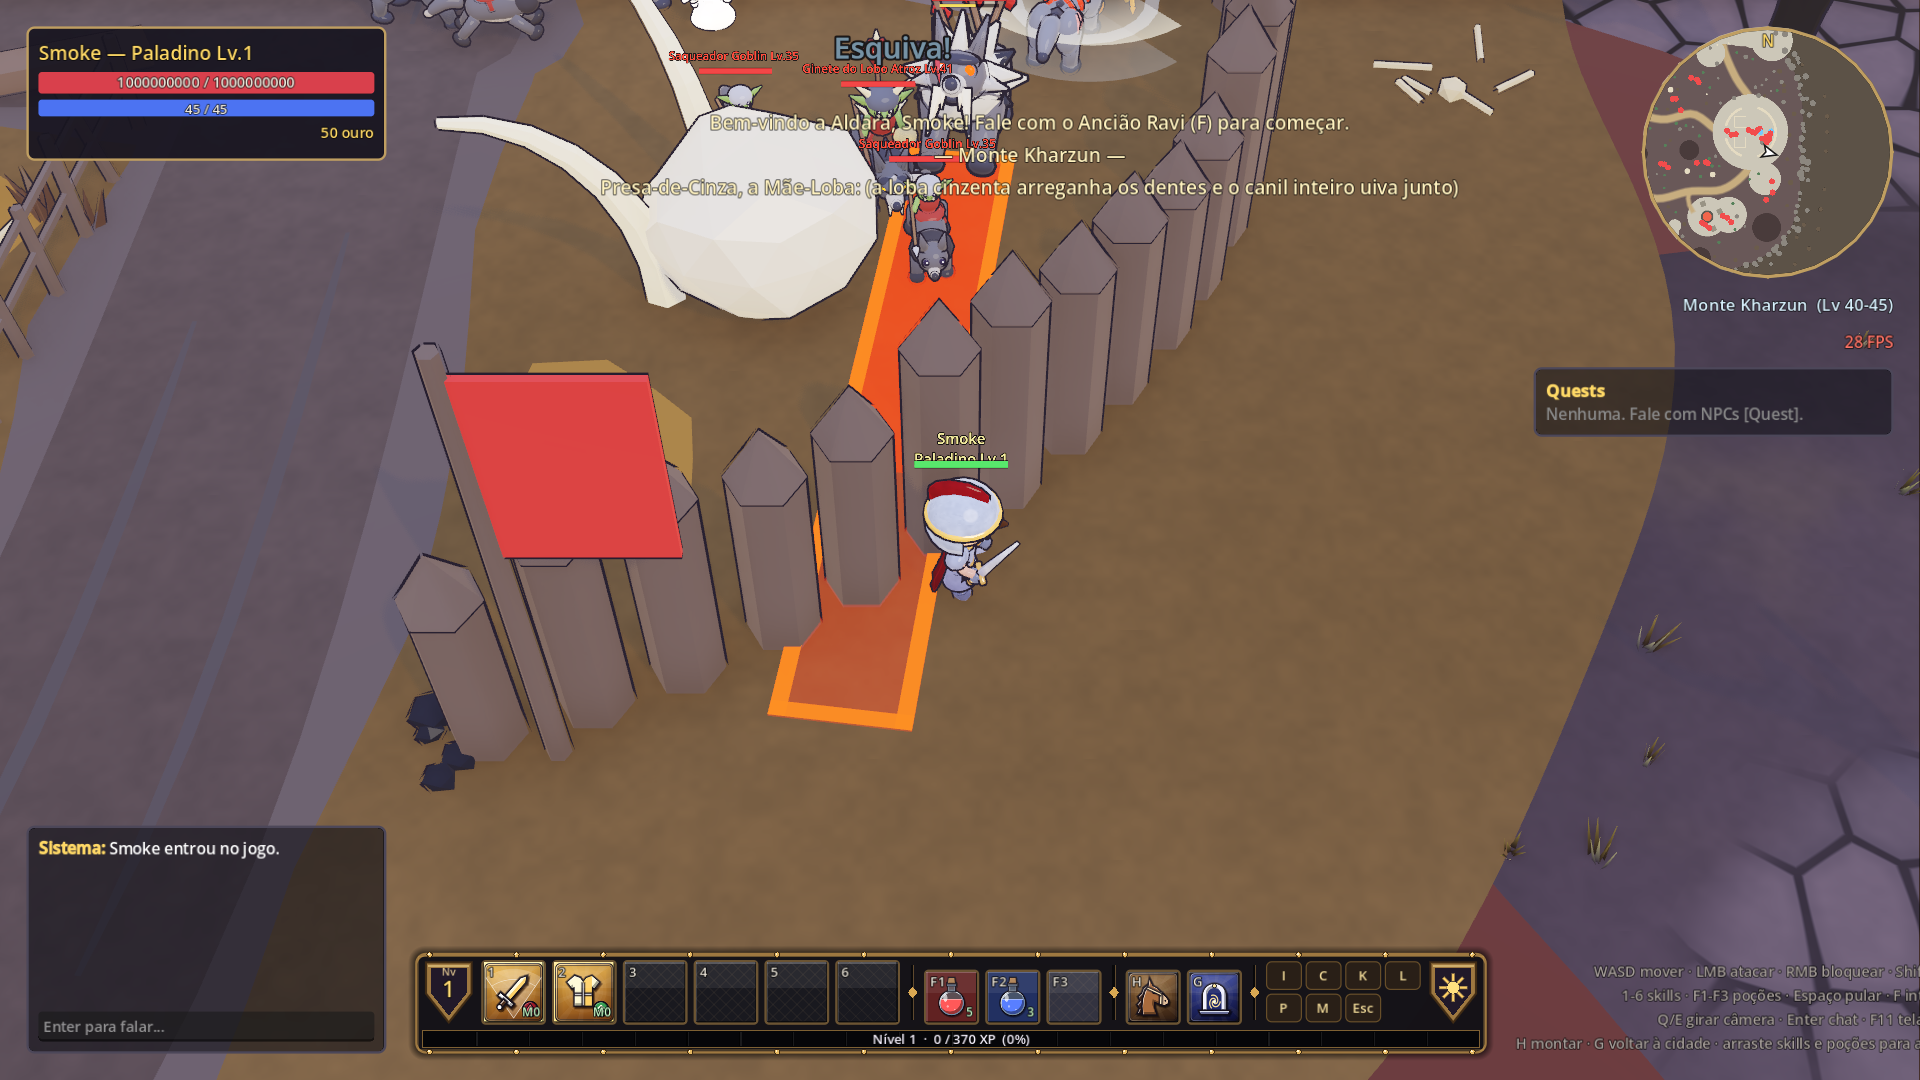 Smoke — Paladino Lv.1
1000000000 / 1000000000
45 / 45
50 ouro
Saqueador Goblin Lv.35
Esquiva!
Ginete do Lobo Atroz Lv.41
Bem-vindo a Aldara, Smoke! Fale com o Ancião Ravi (F) para começar.
Saqueador Goblin Lv.35
— Monte Kharzun —
Presa-de-Cinza, a Mãe-Loba: (a loba cinzenta arreganha os dentes e o canil inteiro uiva junto)
N
Monte Kharzun (Lv 40-45)
28 FPS
Quests
Nenhuma. Fale com NPCs [Quest].
Smoke
Paladino Lv.1
Sistema: Smoke entrou no jogo.
Enter para falar...
Nv
1
1
M0
2
M0
3
4
5
6
F1
5
F2
3
F3
H
G
I
C
K
L
P
M
Esc
Nível 1 · 0 / 370 XP (0%)
WASD mover · LMB atacar · RMB bloquear · Shif
1-6 skills · F1-F3 poções · Espaço pular · F int
Q/E girar câmera · Enter chat · F11 tela
H montar · G voltar à cidade · arraste skills e poções para a